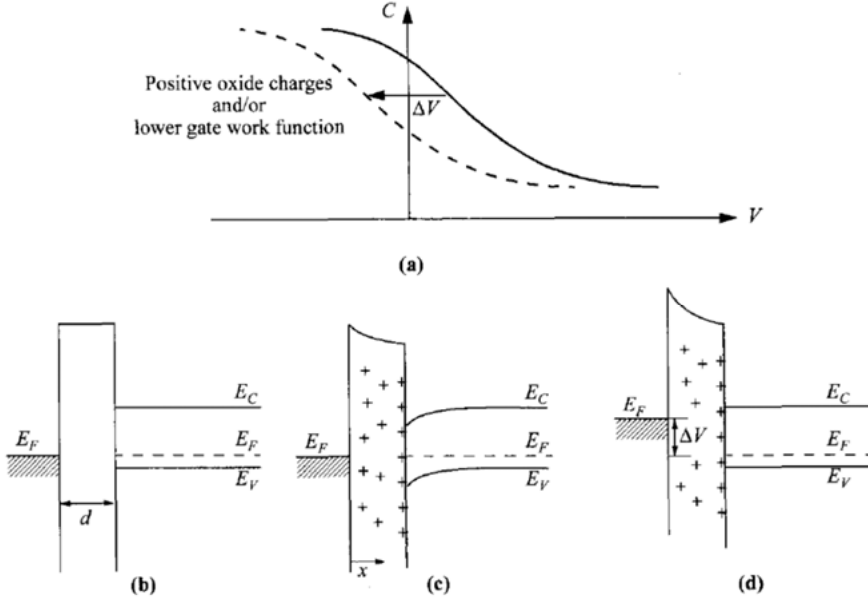 C
Positive oxide charges
and/or
lower gate work function
ΔV
V
(a)
E_C
E_F
E_F
E_V
d
(b)
E_C
E_F
E_F
E_V
x
(c)
E_C
E_F
ΔV
E_F
E_V
(d)